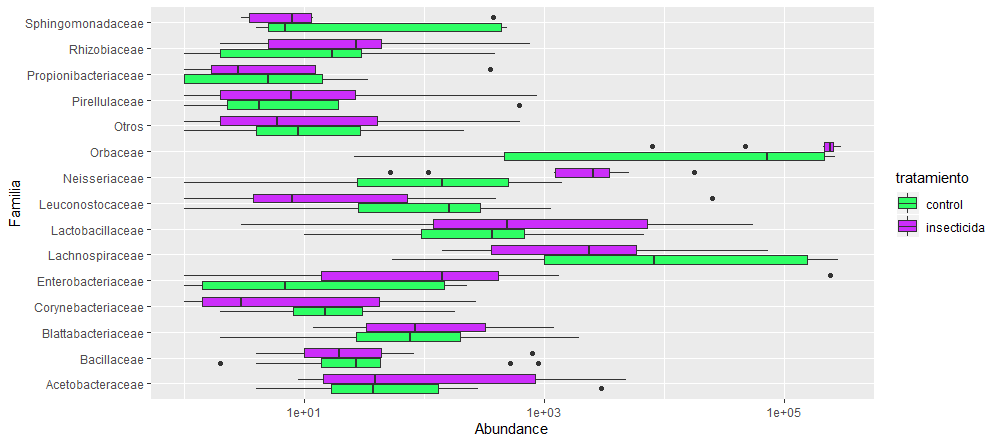 Sphingomonadaceae
Rhizobiaceae
Propionibacteriaceae
Pirellulaceae
Otros
Orbaceae
Neisseriaceae
Leuconostocaceae
Lactobacillaceae
Lachnospiraceae
Enterobacteriaceae
Corynebacteriaceae
Blattabacteriaceae
Bacillaceae
Acetobacteraceae
Familia
1e+01 1e+03 1e+05
Abundance
tratamiento
control
insecticida